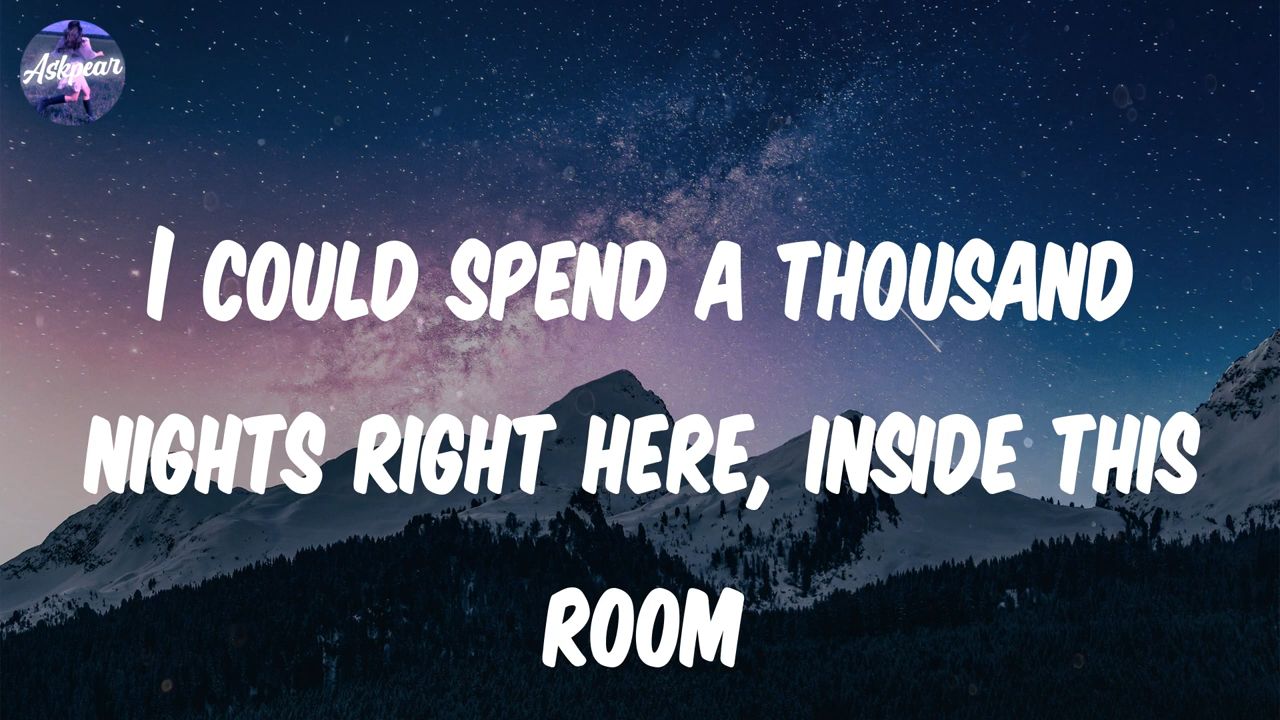 Askpear
I COULD SPEND A THOUSAND
NIGHTS RIGHT HERE, INSIDE THIS
ROOM